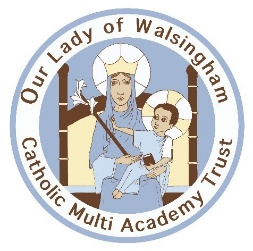 Our Lady of Walsingham
Catholic Multi Academy Trust